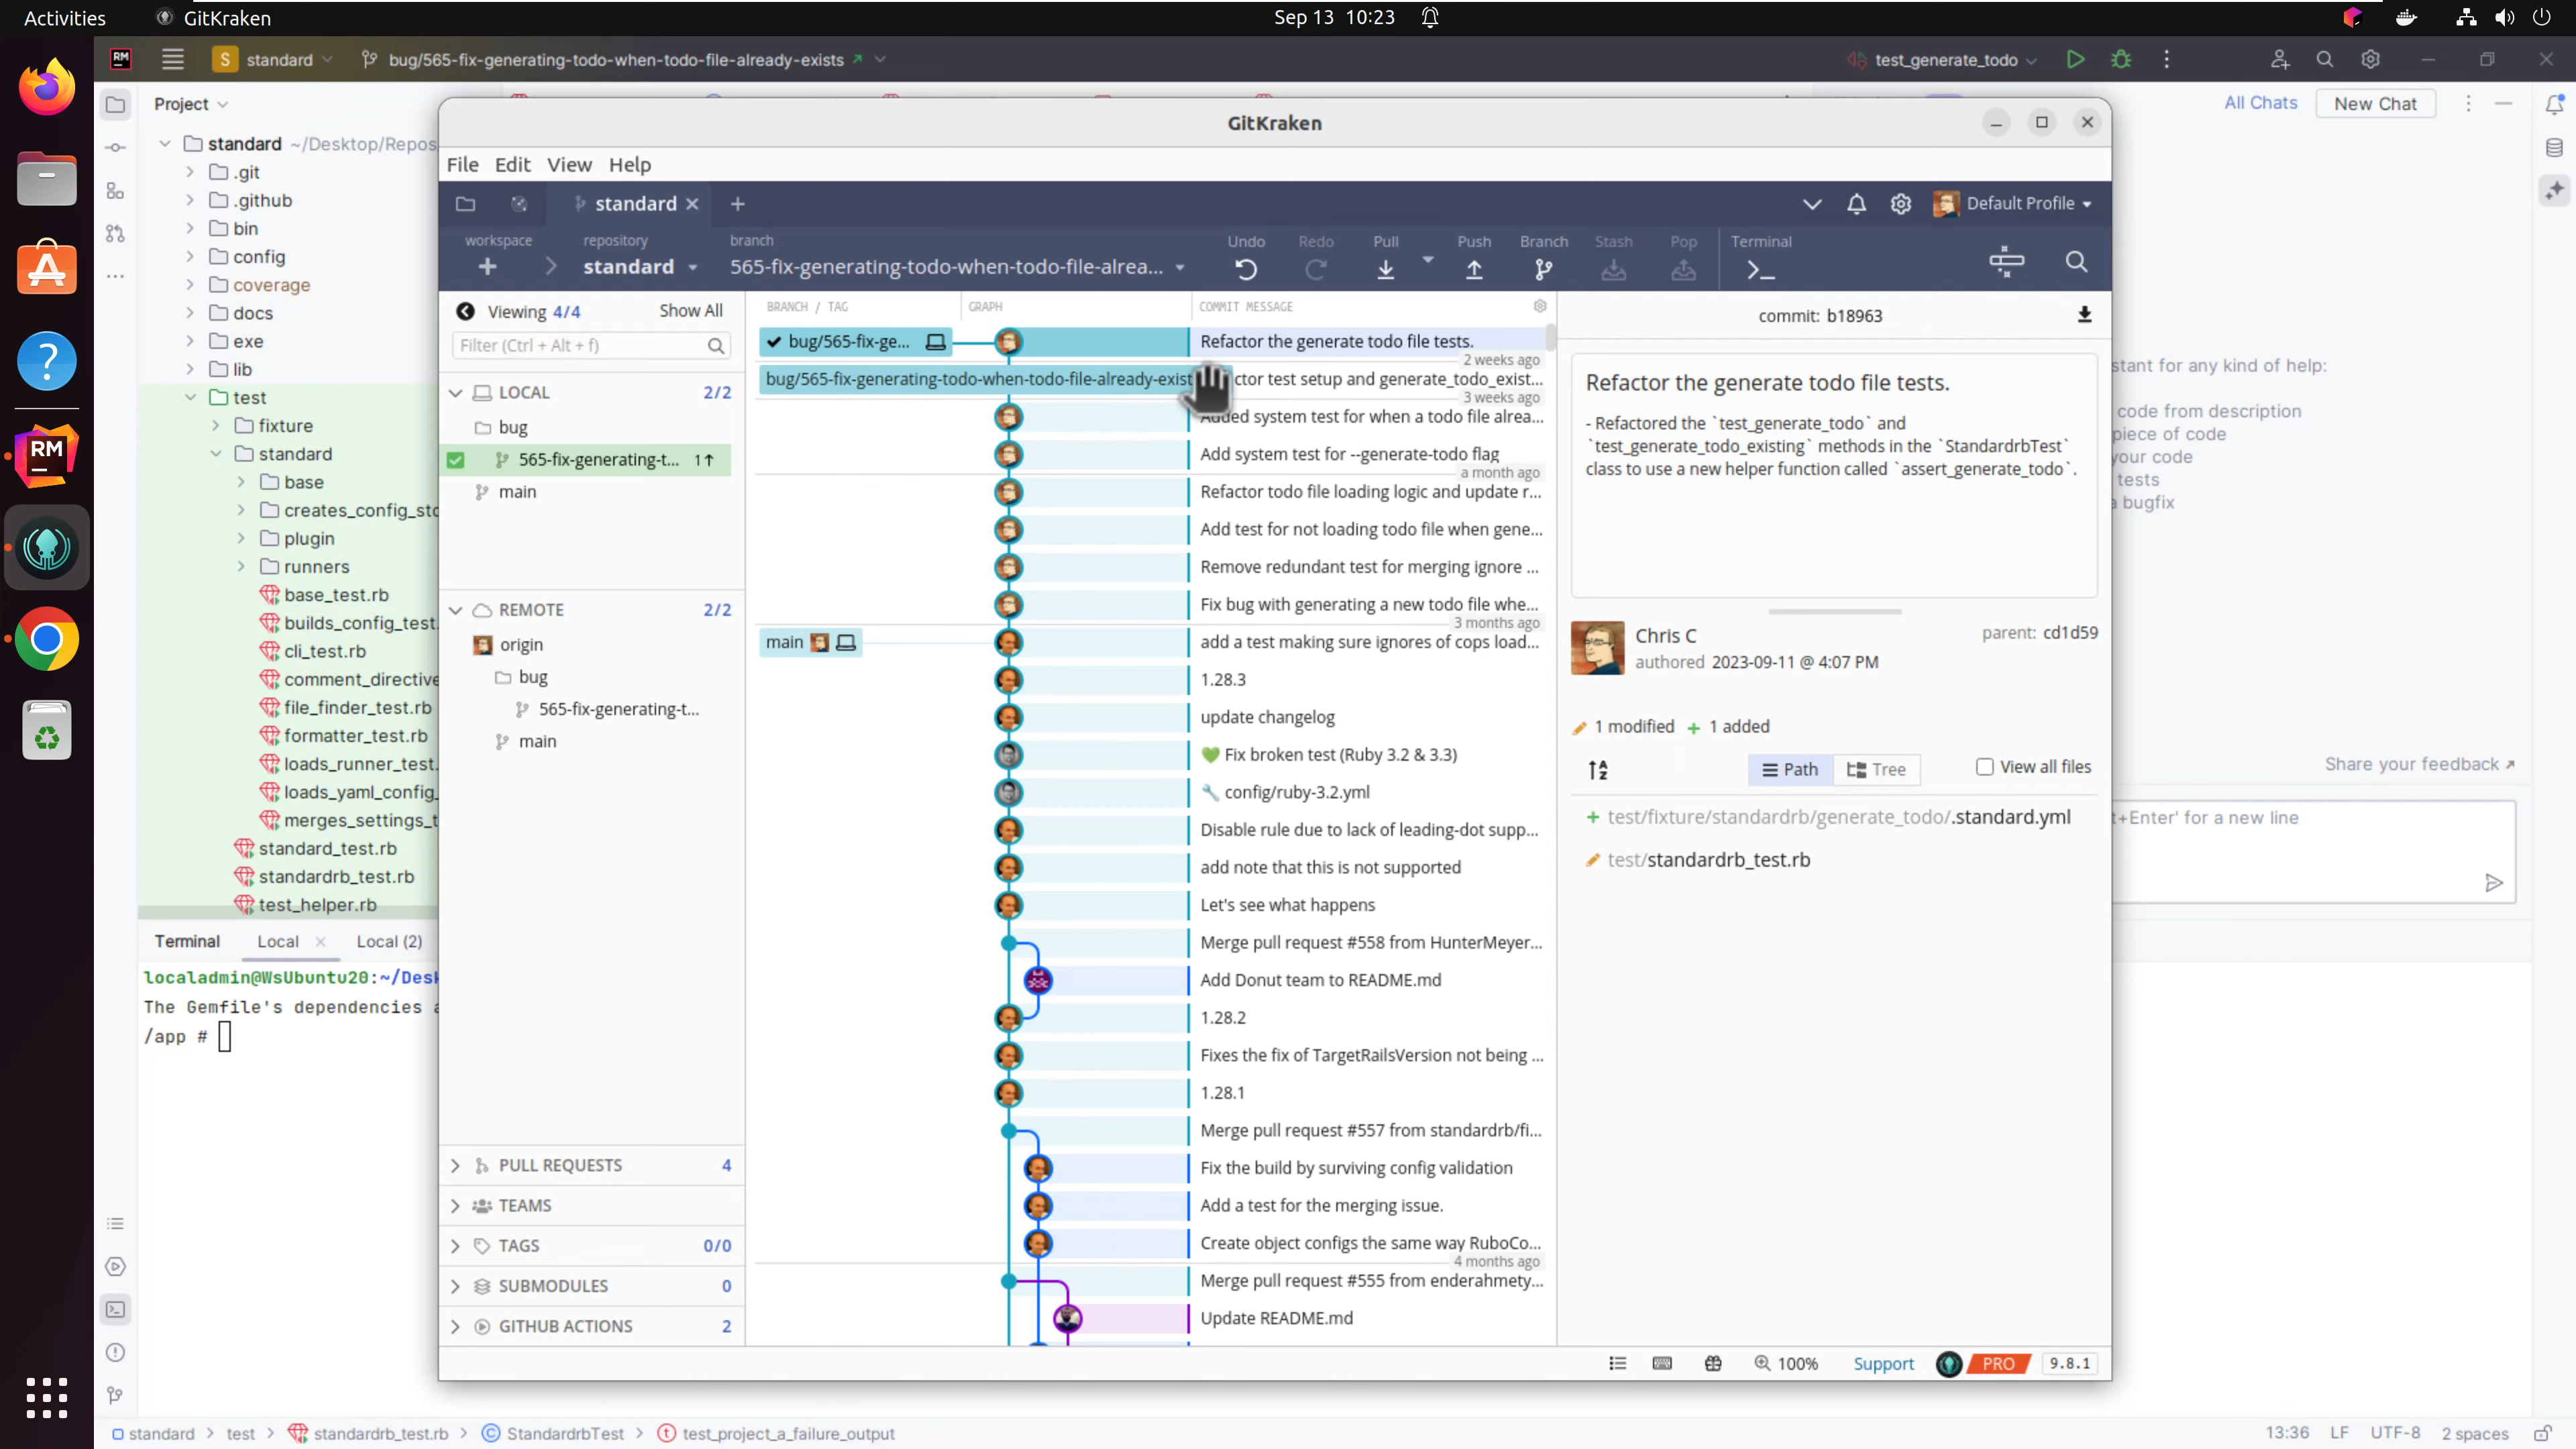 Activities
GitKraken
Sep 13 10:23
RM
S standard
bug/565-fix-generating-todo-when-todo-file-already-exists
test_generate_todo
Project
standard ~/Desktop/Repos
.git
.github
bin
config
coverage
docs
exe
lib
test
fixture
standard
base
creates_config_sto
plugin
runners
base_test.rb
builds_config_test.
cli_test.rb
comment_directive
file_finder_test.rb
formatter_test.rb
loads_runner_test.
loads_yaml_config_
merges_settings_t
standard_test.rb
standardrb_test.rb
test_helper.rb
All Chats
New Chat
stant for any kind of help:
code from description
piece of code
your code
tests
a bugfix
Share your feedback
t+Enter' for a new line
GitKraken
File Edit View Help
standard
Default Profile
workspace
repository
standard
branch
565-fix-generating-todo-when-todo-file-alrea...
Undo
Redo
Pull
Push
Branch
Stash
Pop
Terminal
Viewing 4/4
Show All
Filter (Ctrl + Alt + f)
LOCAL 2/2
bug
565-fix-generating-t... 1↑
main
REMOTE 2/2
origin
bug
565-fix-generating-t...
main
PULL REQUESTS 4
TEAMS
TAGS 0/0
SUBMODULES 0
GITHUB ACTIONS 2
BRANCH / TAG
GRAPH
COMMIT MESSAGE
bug/565-fix-ge...
Refactor the generate todo file tests.
2 weeks ago
bug/565-fix-generating-todo-when-todo-file-already-exist
ctor test setup and generate_todo_exist...
3 weeks ago
Added system test for when a todo file alrea...
Add system test for --generate-todo flag
a month ago
Refactor todo file loading logic and update r...
Add test for not loading todo file when gene...
Remove redundant test for merging ignore ...
Fix bug with generating a new todo file whe...
3 months ago
main
add a test making sure ignores of cops load...
1.28.3
update changelog
💚 Fix broken test (Ruby 3.2 & 3.3)
🔧 config/ruby-3.2.yml
Disable rule due to lack of leading-dot supp...
add note that this is not supported
Let's see what happens
Merge pull request #558 from HunterMeyer...
Add Donut team to README.md
1.28.2
Fixes the fix of TargetRailsVersion not being ...
1.28.1
Merge pull request #557 from standardrb/fi...
Fix the build by surviving config validation
Add a test for the merging issue.
Create object configs the same way RuboCo...
4 months ago
Merge pull request #555 from enderahmety...
Update README.md
commit: b18963
Refactor the generate todo file tests.
- Refactored the `test_generate_todo` and
`test_generate_todo_existing` methods in the `StandardrbTest`
class to use a new helper function called `assert_generate_todo`.
Chris C
authored 2023-09-11 @ 4:07 PM
parent: cd1d59
1 modified + 1 added
Path
Tree
View all files
+ test/fixture/standardrb/generate_todo/.standard.yml
test/standardrb_test.rb
100%
Support
PRO
9.8.1
Terminal
Local
Local (2)
localadmin@WsUbuntu20:~/Desk
The Gemfile's dependencies a
/app #
standard > test > standardrb_test.rb > StandardrbTest > test_project_a_failure_output
13:36
LF
UTF-8
2 spaces